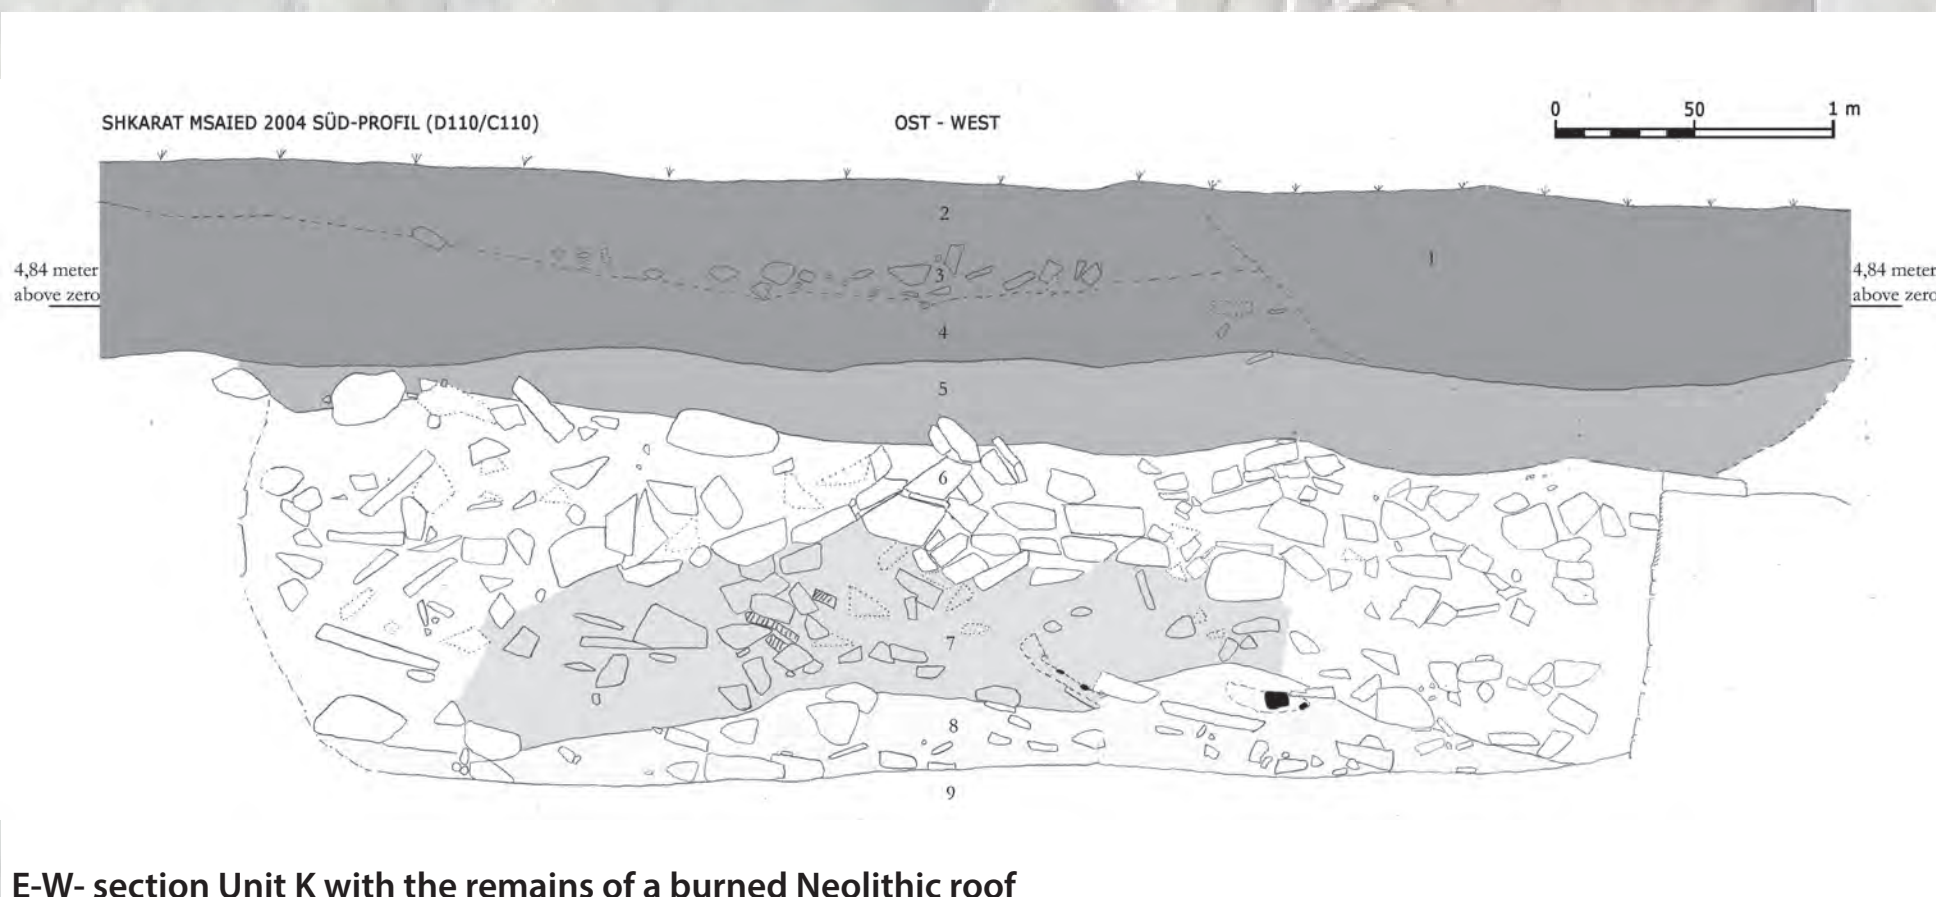 SHKARAT MSAIED 2004 SÜD-PROFIL (D110/C110)
OST - WEST
0 50 1 m
2
1
3
4,84 meter
above zero
4,84 meter
above zero
4
5
6
7
8
9
E-W- section Unit K with the remains of a burned Neolithic roof